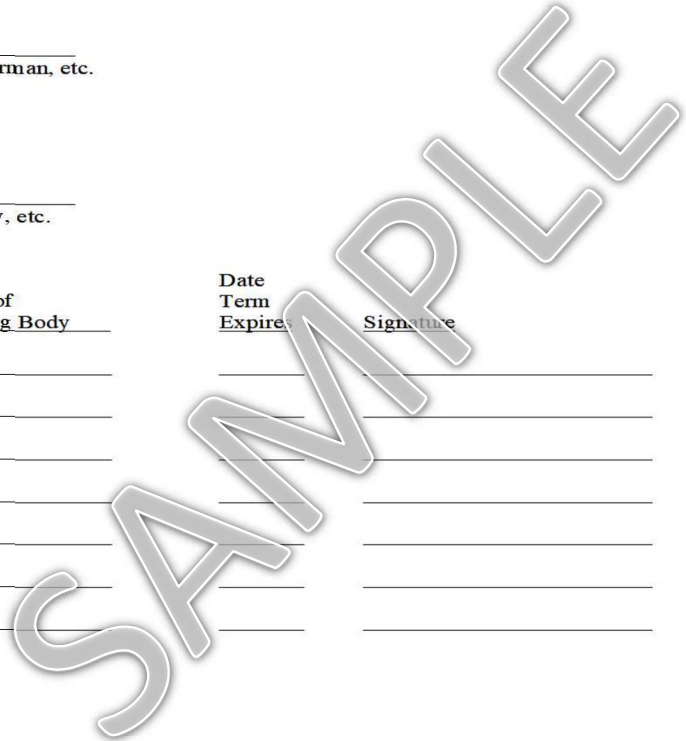 rman, etc.
, etc.
Date
of Term
g Body Expires Signature
SAMPLE